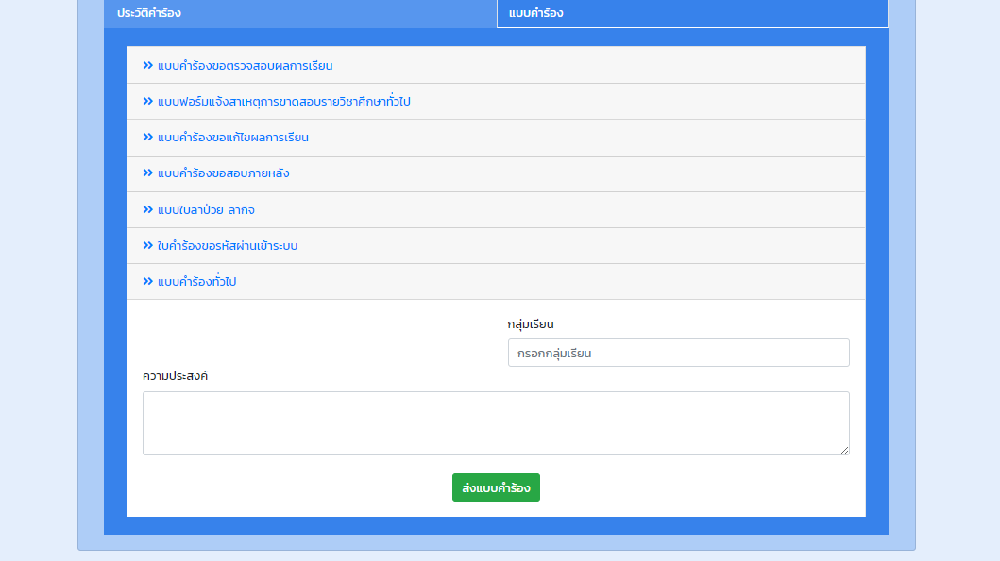 ประวัติคำร้อง
แบบคำร้อง
แบบคำร้องขอตรวจสอบผลการเรียน
แบบฟอร์มแจ้งสาเหตุการขาดสอบรายวิชาศึกษาทั่วไป
แบบคำร้องขอแก้ไขผลการเรียน
แบบคำร้องขอสอบภายหลัง
แบบใบลาป่วย ลากิจ
ใบคำร้องขอรหัสผ่านเข้าระบบ
แบบคำร้องทั่วไป
กลุ่มเรียน
กรอกกลุ่มเรียน
ความประสงค์
ส่งแบบคำร้อง